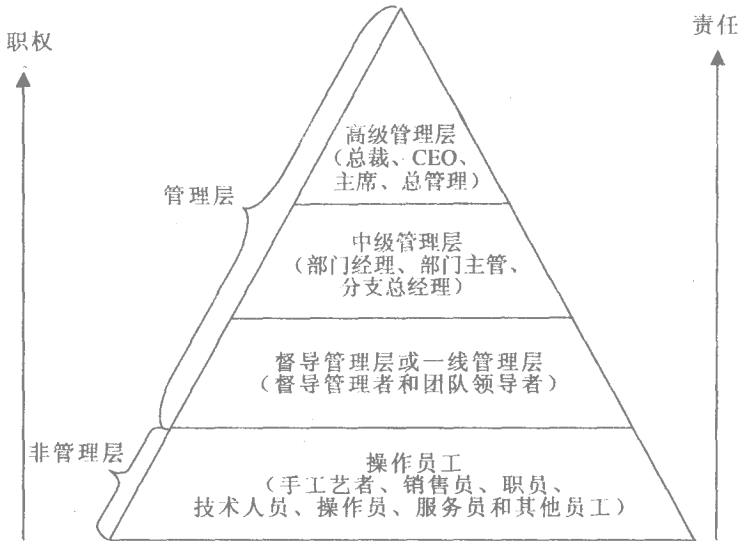 职权
责任
高级管理层
（总裁、CEO、
主席、总管理）
管理层
中级管理层
（部门经理、部门主管、
分支总经理）
督导管理层或一线管理层
（督导管理者和团队领导者）
非管理层
操作员工
（手工艺者、销售员、职员、
技术人员、操作员、服务员和其他员工）